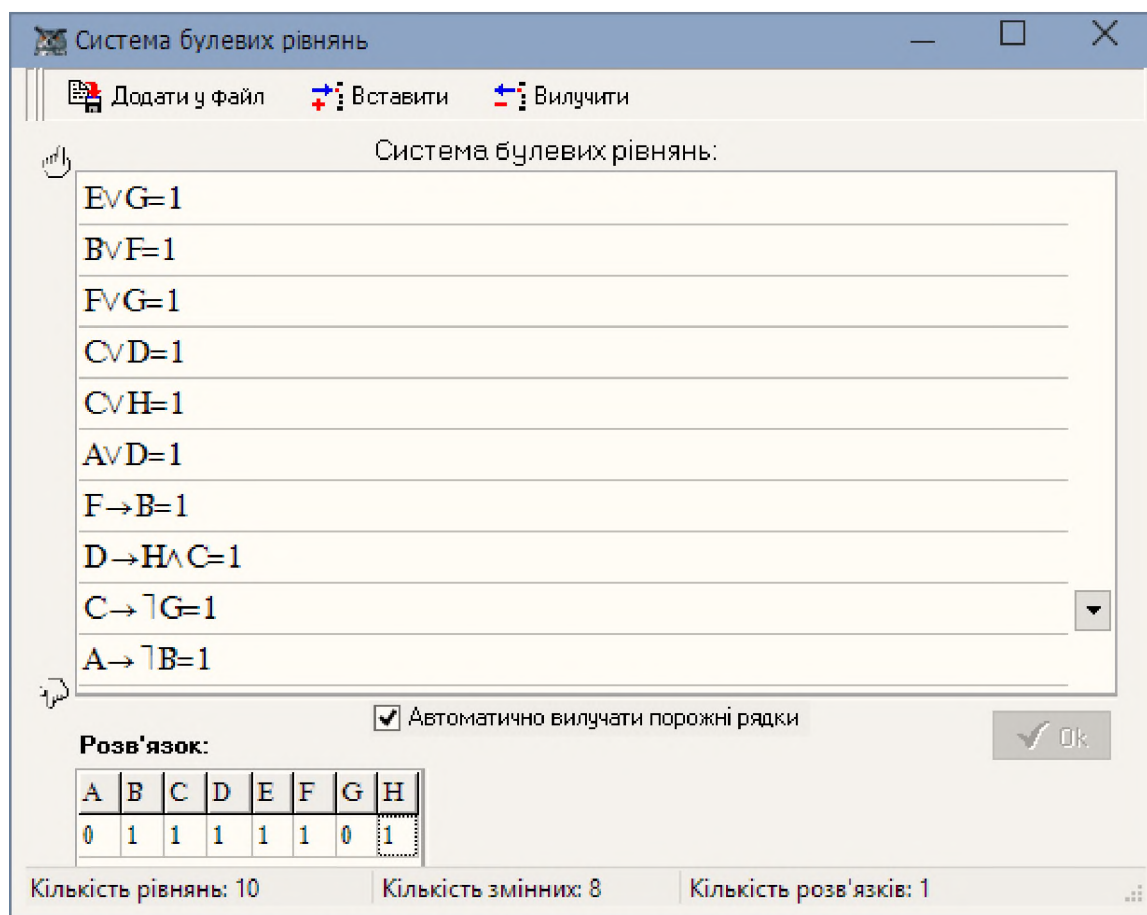 Система булевих рівнянь
Додати у файл Вставити Вилучити
Система булевих рівнянь:
E∨G=1
B∨F=1
F∨G=1
C∨D=1
C∨H=1
A∨D=1
F→B=1
D→H∧C=1
C→⎤G=1
A→⎤B=1
Автоматично вилучати порожні рядки
Ok
Розв'язок:
A B C D E F G H
0 1 1 1 1 1 0 1
Кількість рівнянь: 10 Кількість змінних: 8 Кількість розв'язків: 1